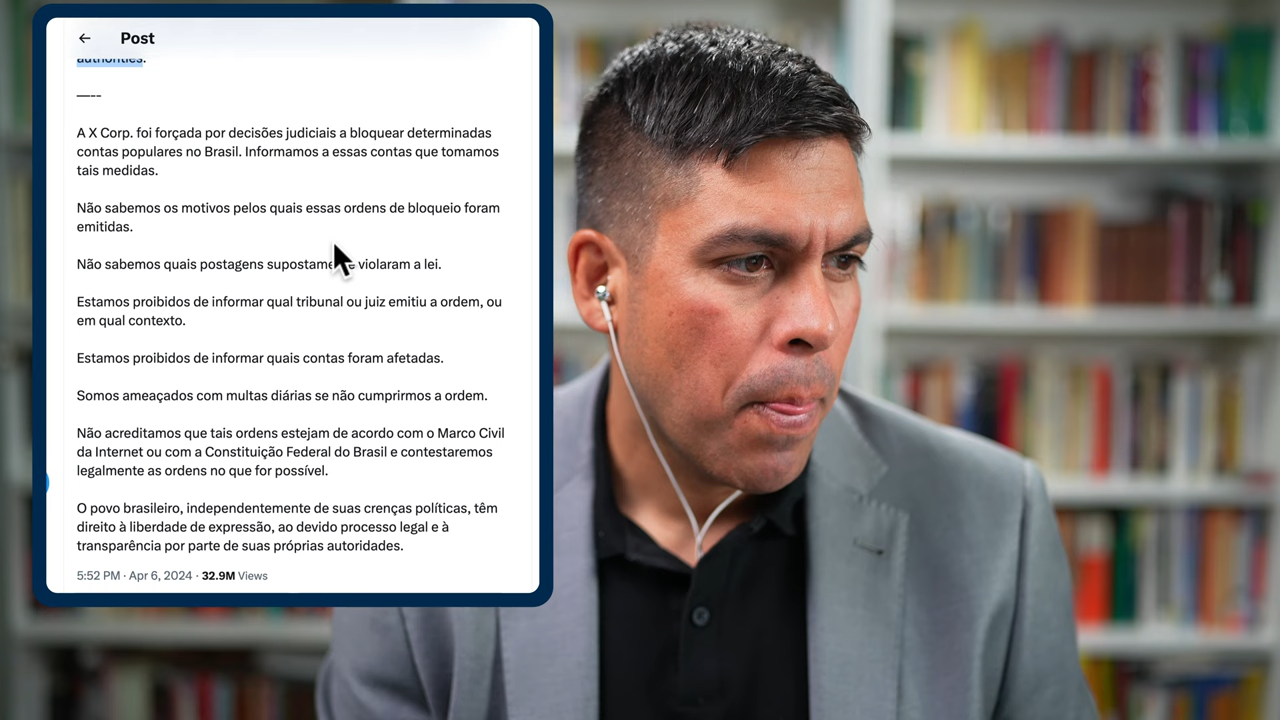 Post
authorities.
—--
A X Corp. foi forçada por decisões judiciais a bloquear determinadas
contas populares no Brasil. Informamos a essas contas que tomamos
tais medidas.
Não sabemos os motivos pelos quais essas ordens de bloqueio foram
emitidas.
Não sabemos quais postagens supostamente violaram a lei.
Estamos proibidos de informar qual tribunal ou juiz emitiu a ordem, ou
em qual contexto.
Estamos proibidos de informar quais contas foram afetadas.
Somos ameaçados com multas diárias se não cumprirmos a ordem.
Não acreditamos que tais ordens estejam de acordo com o Marco Civil
da Internet ou com a Constituição Federal do Brasil e contestaremos
legalmente as ordens no que for possível.
O povo brasileiro, independentemente de suas crenças políticas, têm
direito à liberdade de expressão, ao devido processo legal e à
transparência por parte de suas próprias autoridades.
5:52 PM · Apr 6, 2024 · 32.9M Views